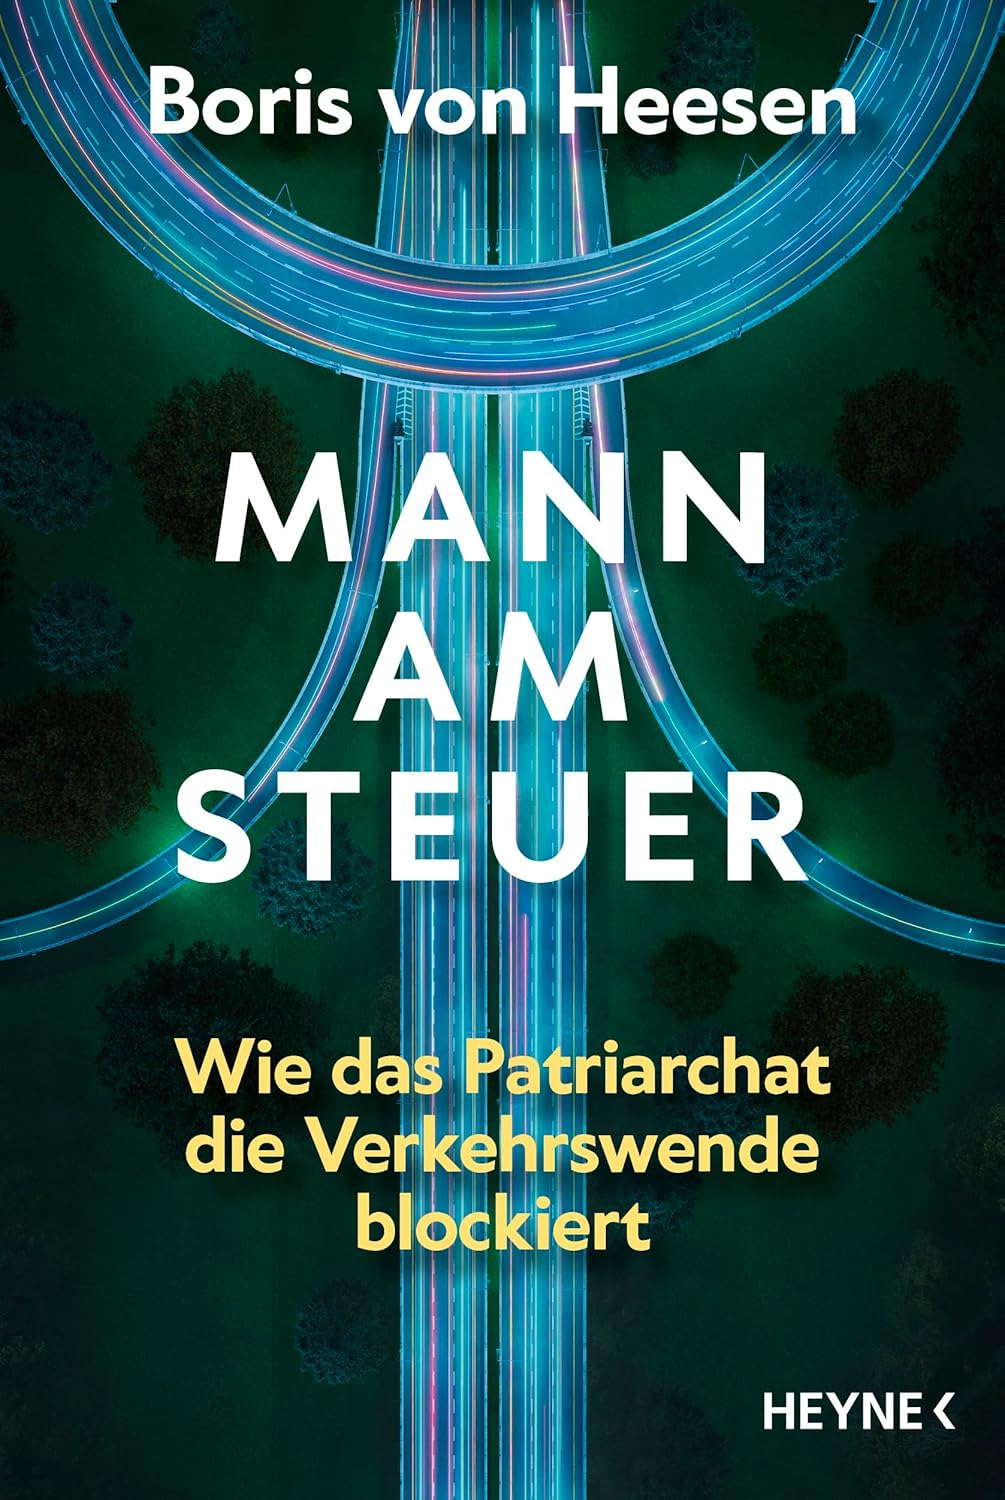 Boris von Heesen
MANN
AM
STEUER
Wie das Patriarchat
die Verkehrswende
blockiert
HEYNE